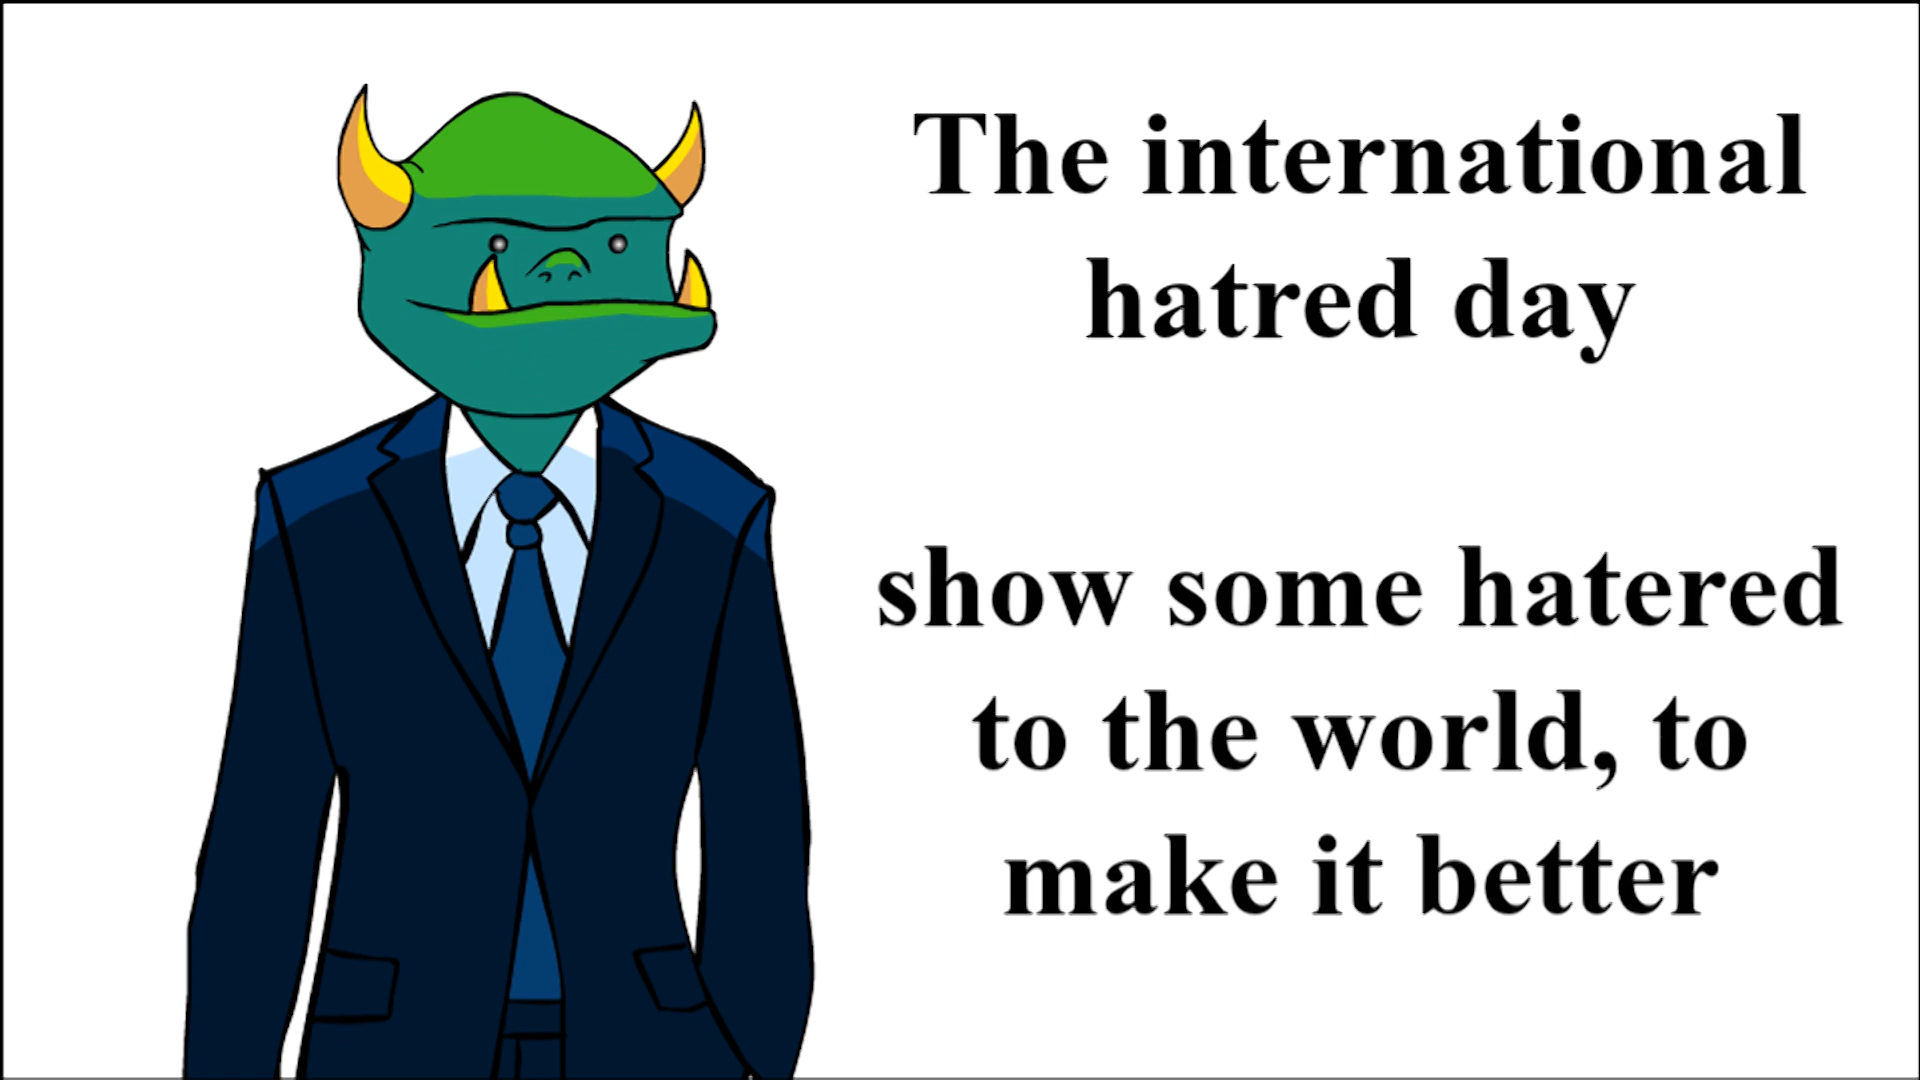 The international
hatred day
show some hatered
to the world, to
make it better